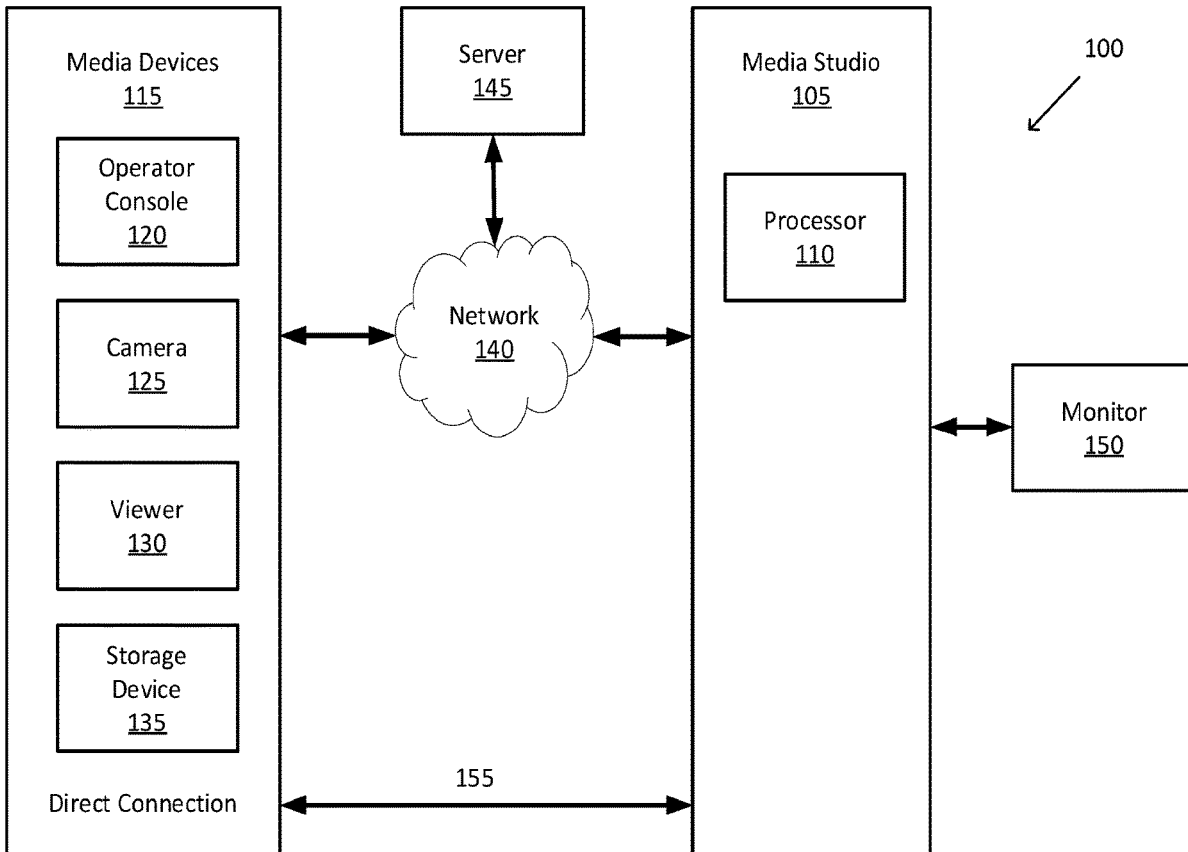 Media Devices
115
Operator
Console
120
Camera
125
Viewer
130
Storage
Device
135
Direct Connection
Server
145
Network
140
155
Media Studio
105
Processor
110
100
Monitor
150